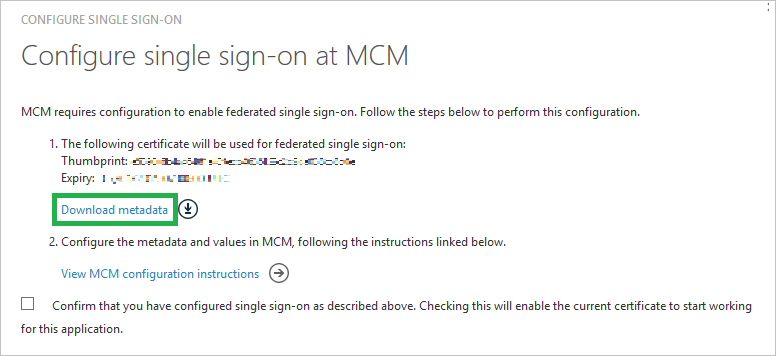 CONFIGURE SINGLE SIGN-ON
Configure single sign-on at MCM
MCM requires configuration to enable federated single sign-on. Follow the steps below to perform this configuration.
1. The following certificate will be used for federated single sign-on:
Thumbprint:
Expiry:
Download metadata
2. Configure the metadata and values in MCM, following the instructions linked below.
View MCM configuration instructions
Confirm that you have configured single sign-on as described above. Checking this will enable the current certificate to start working
for this application.